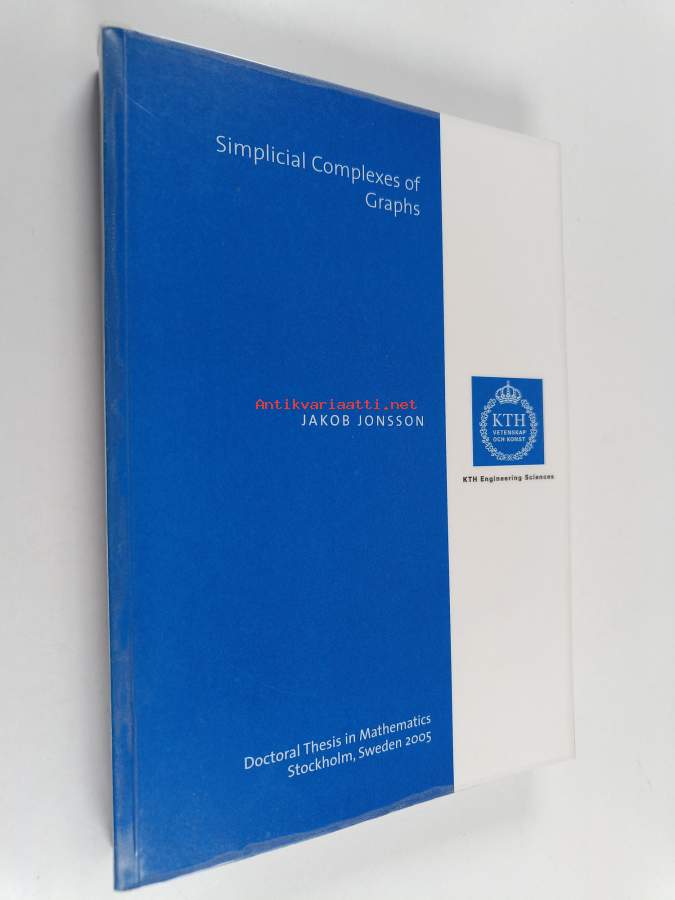 Simplicial Complexes of
Graphs
Antikvariaatti.net
JAKOB JONSSON
KTH
VETENSKAP
OCH KONST
KTH Engineering Sciences
Doctoral Thesis in Mathematics
Stockholm, Sweden 2005